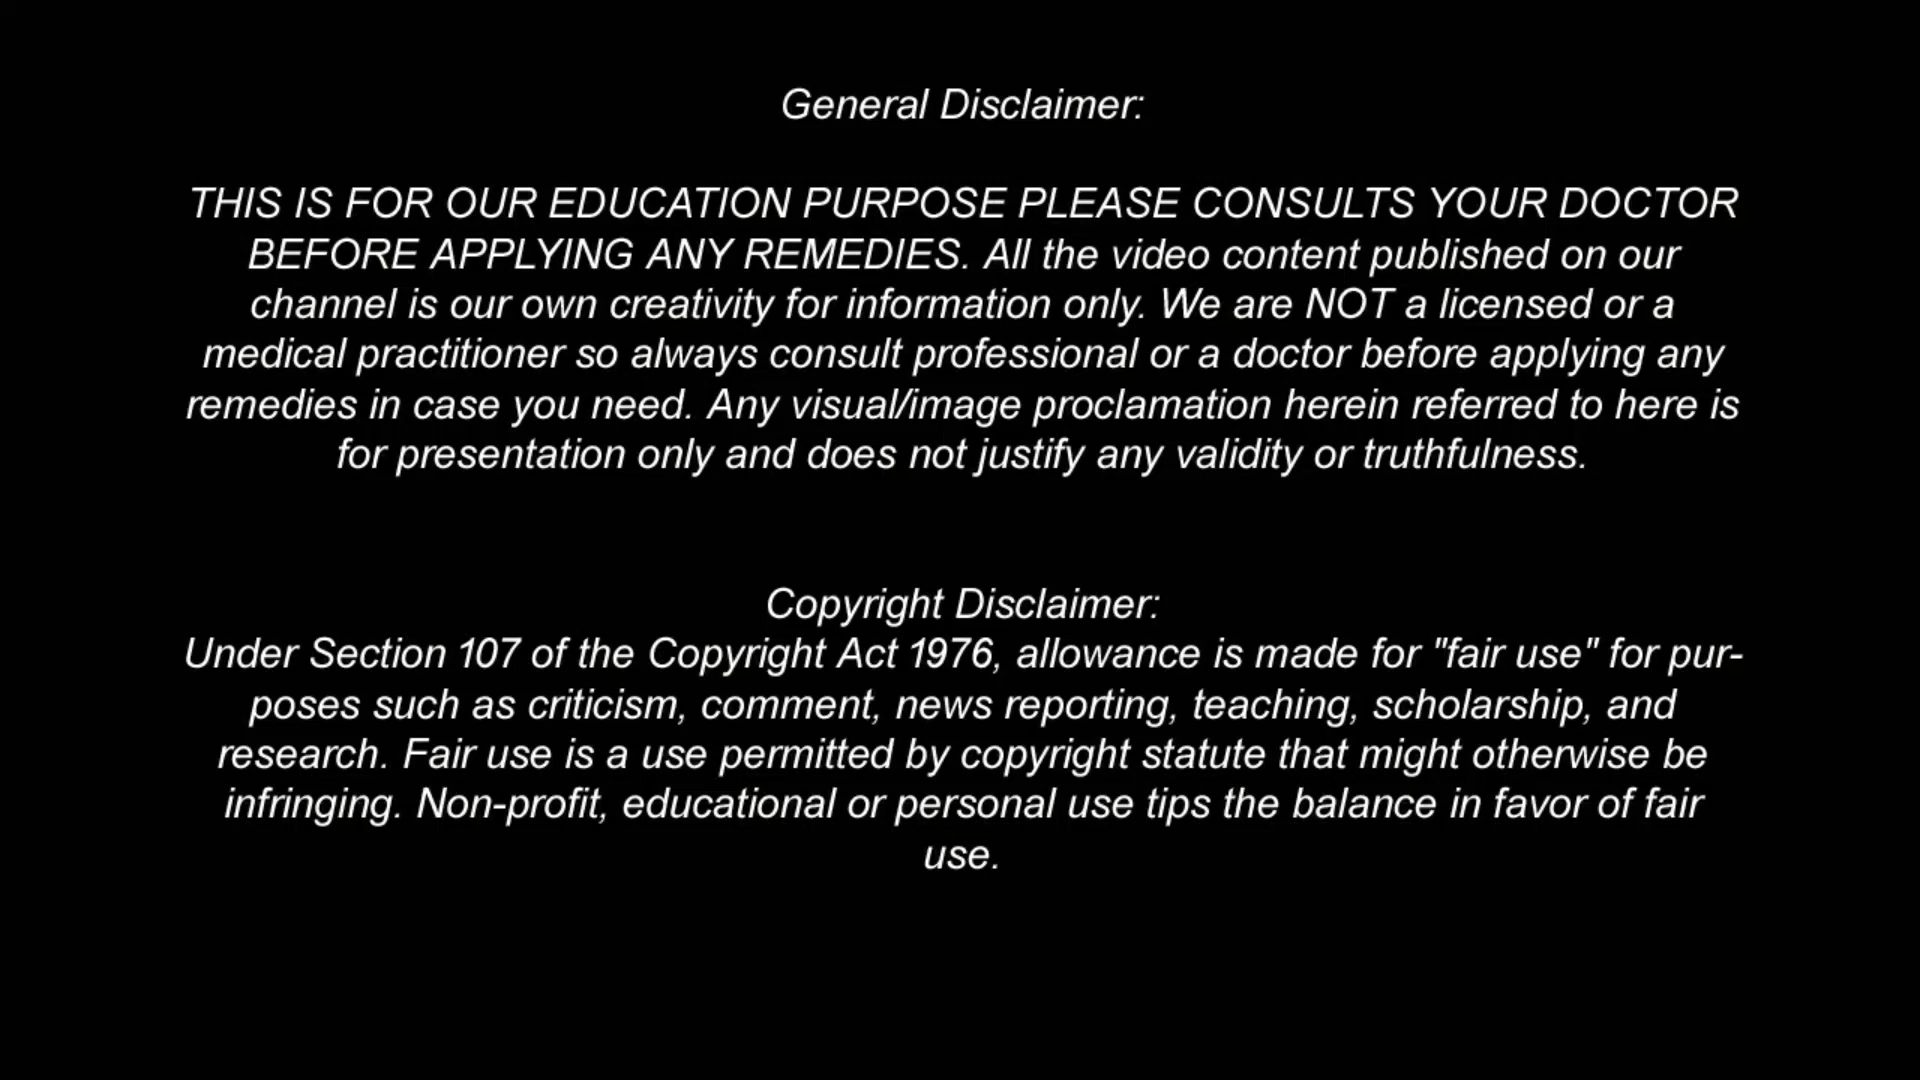 General Disclaimer:
THIS IS FOR OUR EDUCATION PURPOSE PLEASE CONSULTS YOUR DOCTOR
BEFORE APPLYING ANY REMEDIES. All the video content published on our
channel is our own creativity for information only. We are NOT a licensed or a
medical practitioner so always consult professional or a doctor before applying any
remedies in case you need. Any visual/image proclamation herein referred to here is
for presentation only and does not justify any validity or truthfulness.
Copyright Disclaimer:
Under Section 107 of the Copyright Act 1976, allowance is made for "fair use" for pur-
poses such as criticism, comment, news reporting, teaching, scholarship, and
research. Fair use is a use permitted by copyright statute that might otherwise be
infringing. Non-profit, educational or personal use tips the balance in favor of fair
use.